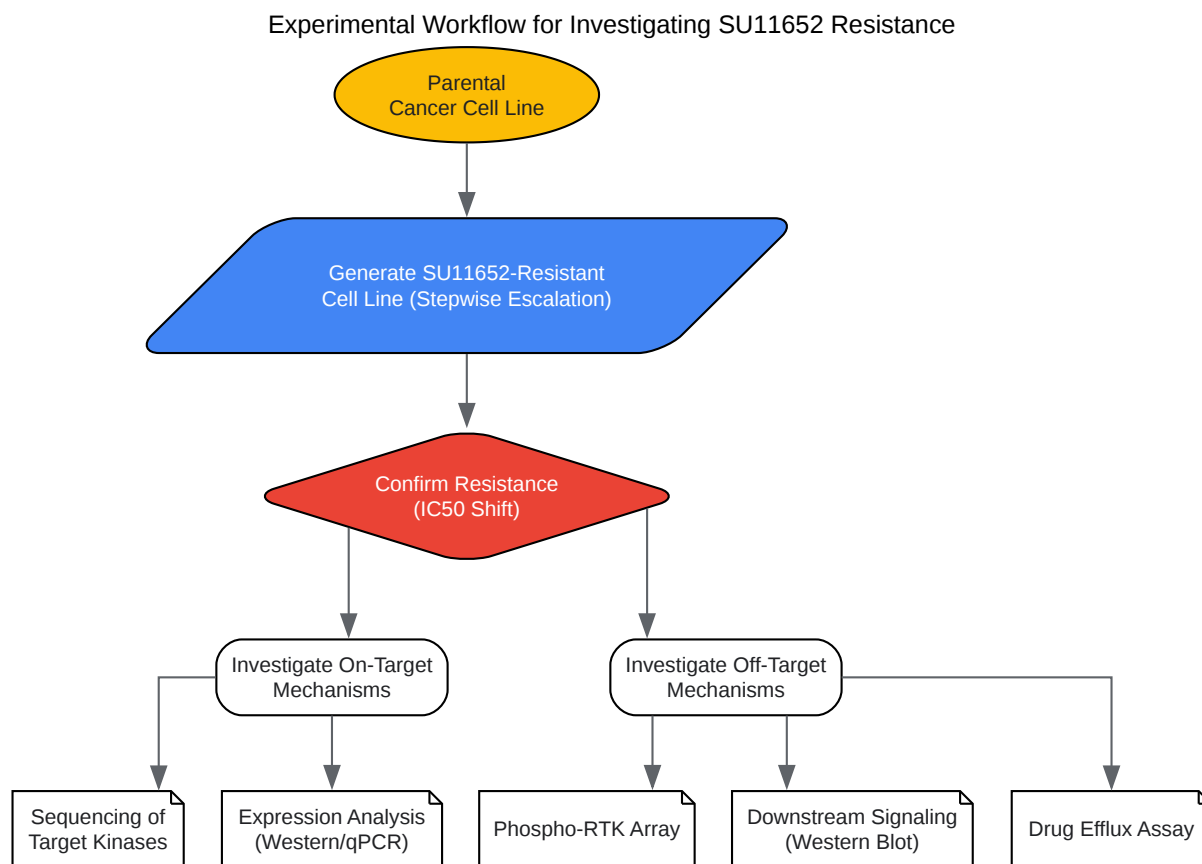 Experimental Workflow for Investigating SU11652 Resistance
Parental
Cancer Cell Line
Generate SU11652-Resistant
Cell Line (Stepwise Escalation)
Confirm Resistance
(IC50 Shift)
Investigate On-Target
Mechanisms
Investigate Off-Target
Mechanisms
Sequencing of
Target Kinases
Expression Analysis
(Western/qPCR)
Phospho-RTK Array
Downstream Signaling
(Western Blot)
Drug Efflux Assay